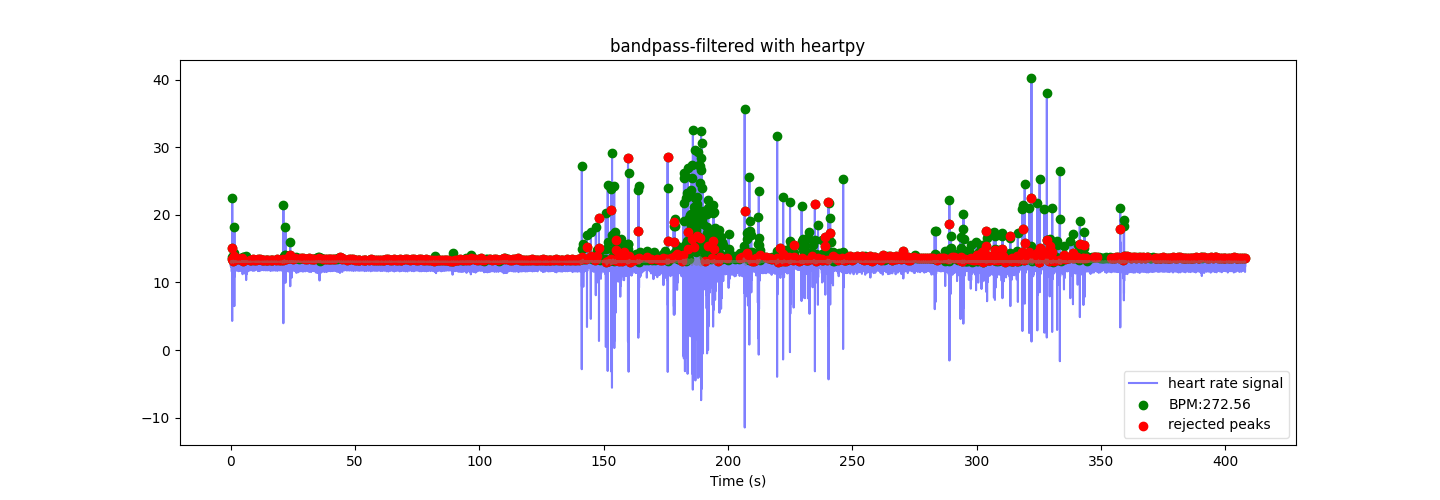 bandpass-filtered with heartpy
40
30
20
10
0
−10
0 50 100 150 200 250 300 350 400
Time (s)
heart rate signal
BPM:272.56
rejected peaks